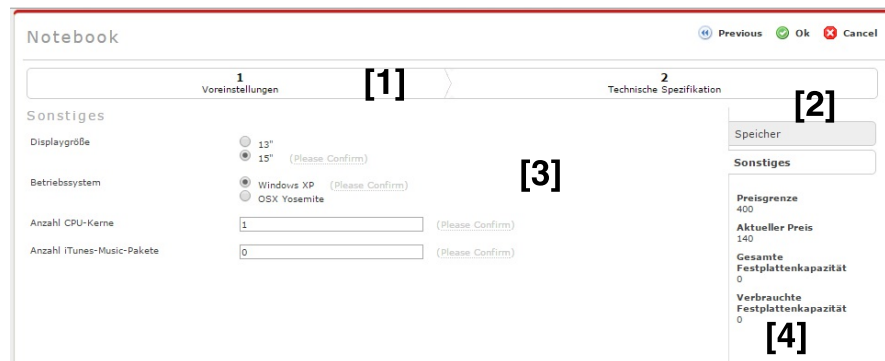 Notebook
Previous Ok Cancel
1
Voreinstellungen
[1]
2
Technische Spezifikation
[2]
Sonstiges
Displaygröße
13"
15" (Please Confirm)
Betriebssystem
Windows XP (Please Confirm)
OSX Yosemite
Anzahl CPU-Kerne
1
(Please Confirm)
Anzahl iTunes-Music-Pakete
0
(Please Confirm)
[3]
Speicher
Sonstiges
Preisgrenze
400
Aktueller Preis
140
Gesamte
Festplattenkapazität
0
Verbrauchte
Festplattenkapazität
0
[4]